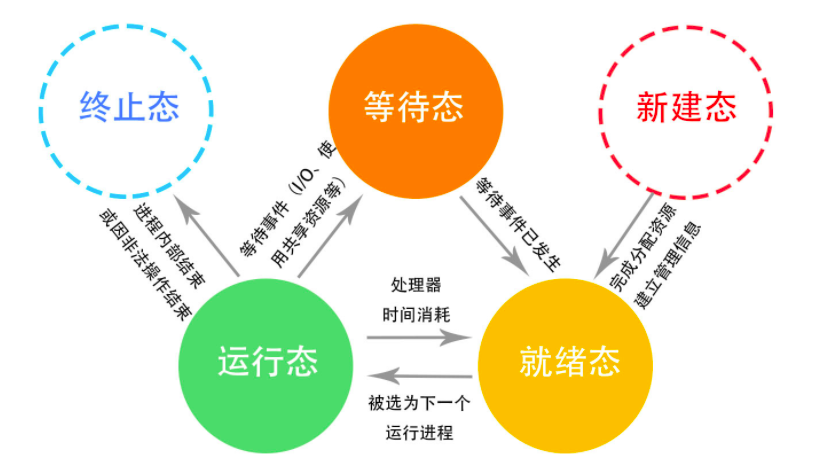 终止态
等待态
新建态
等待事件（I/O、使
用共享资源等）
等待事件已发生
完成分配资源
建立管理信息
进程内部结束
或因非法操作结束
处理器
时间消耗
运行态
就绪态
被选为下一个
运行进程